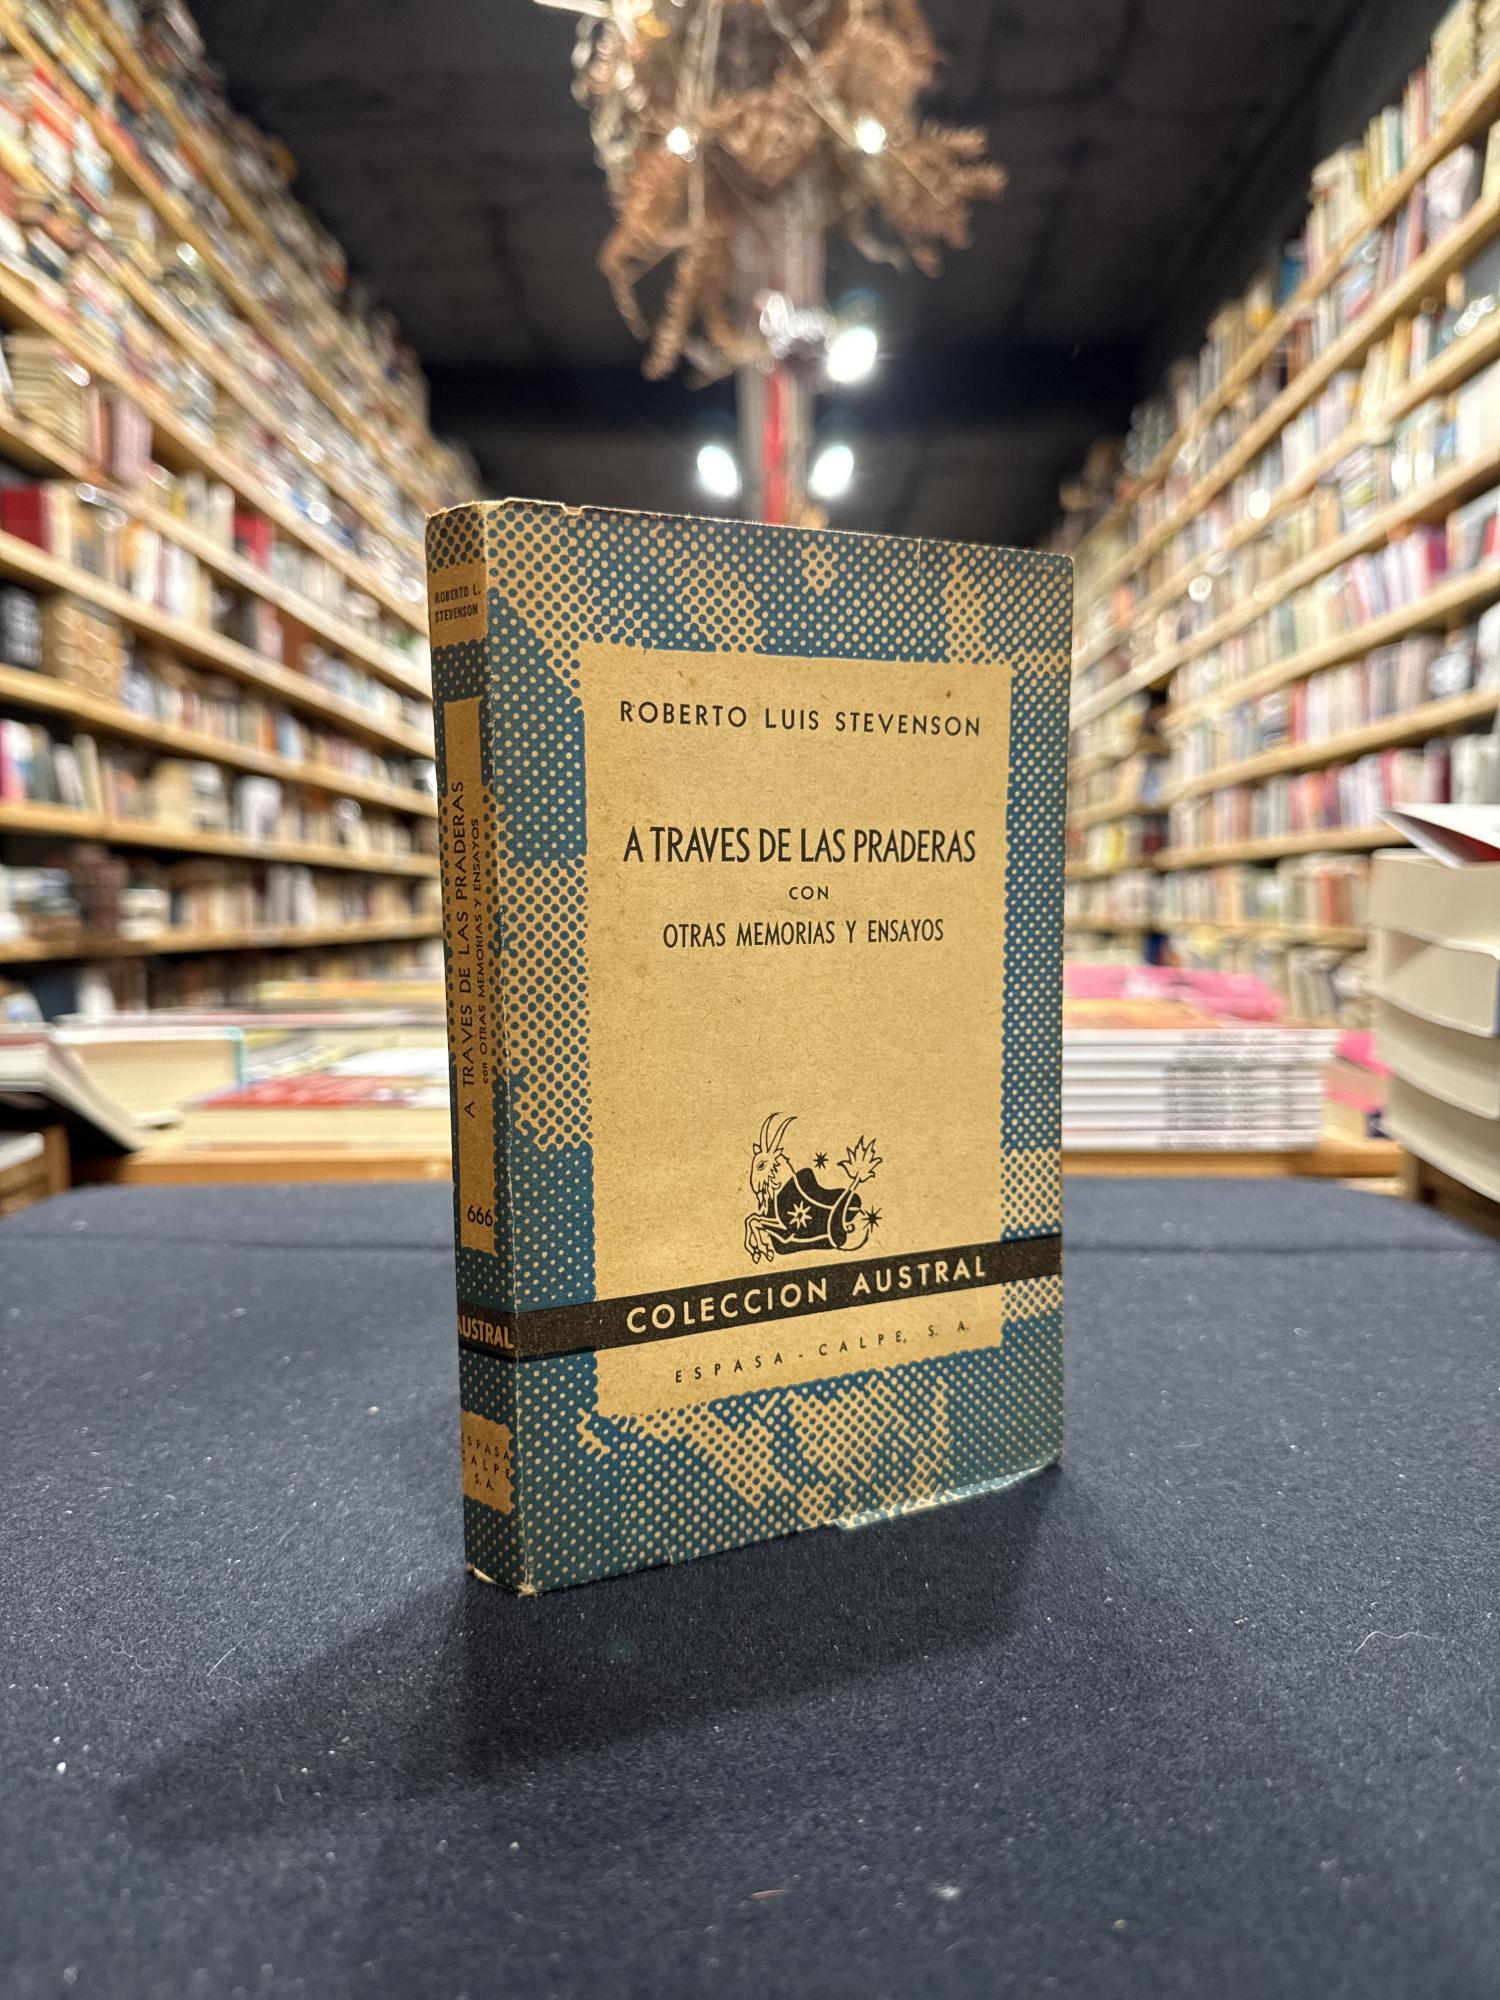 ROBERTO L.
STEVENSON
A TRAVES DE LAS PRADERAS
con OTRAS MEMORIAS Y ENSAYOS
666
AUSTRAL
ESPASA
CALPE
S.A.
ROBERTO LUIS STEVENSON
A TRAVES DE LAS PRADERAS
CON
OTRAS MEMORIAS Y ENSAYOS
COLECCION AUSTRAL
ESPASA-CALPE, S. A.